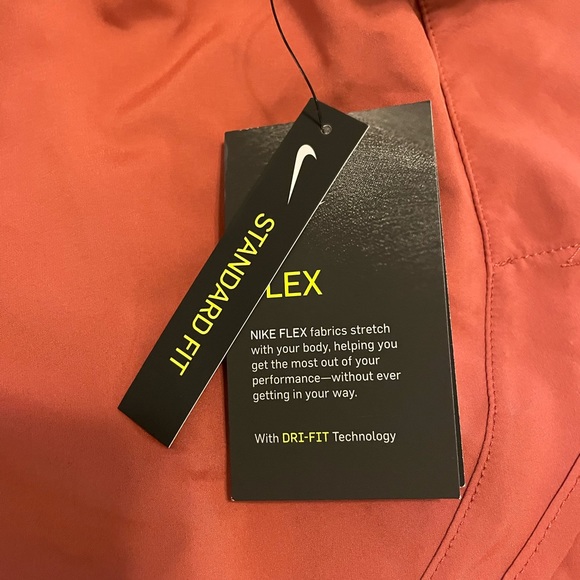 STANDARD FIT
LEX
NIKE FLEX fabrics stretch
with your body, helping you
get the most out of your
performance—without ever
getting in your way.
With DRI-FIT Technology